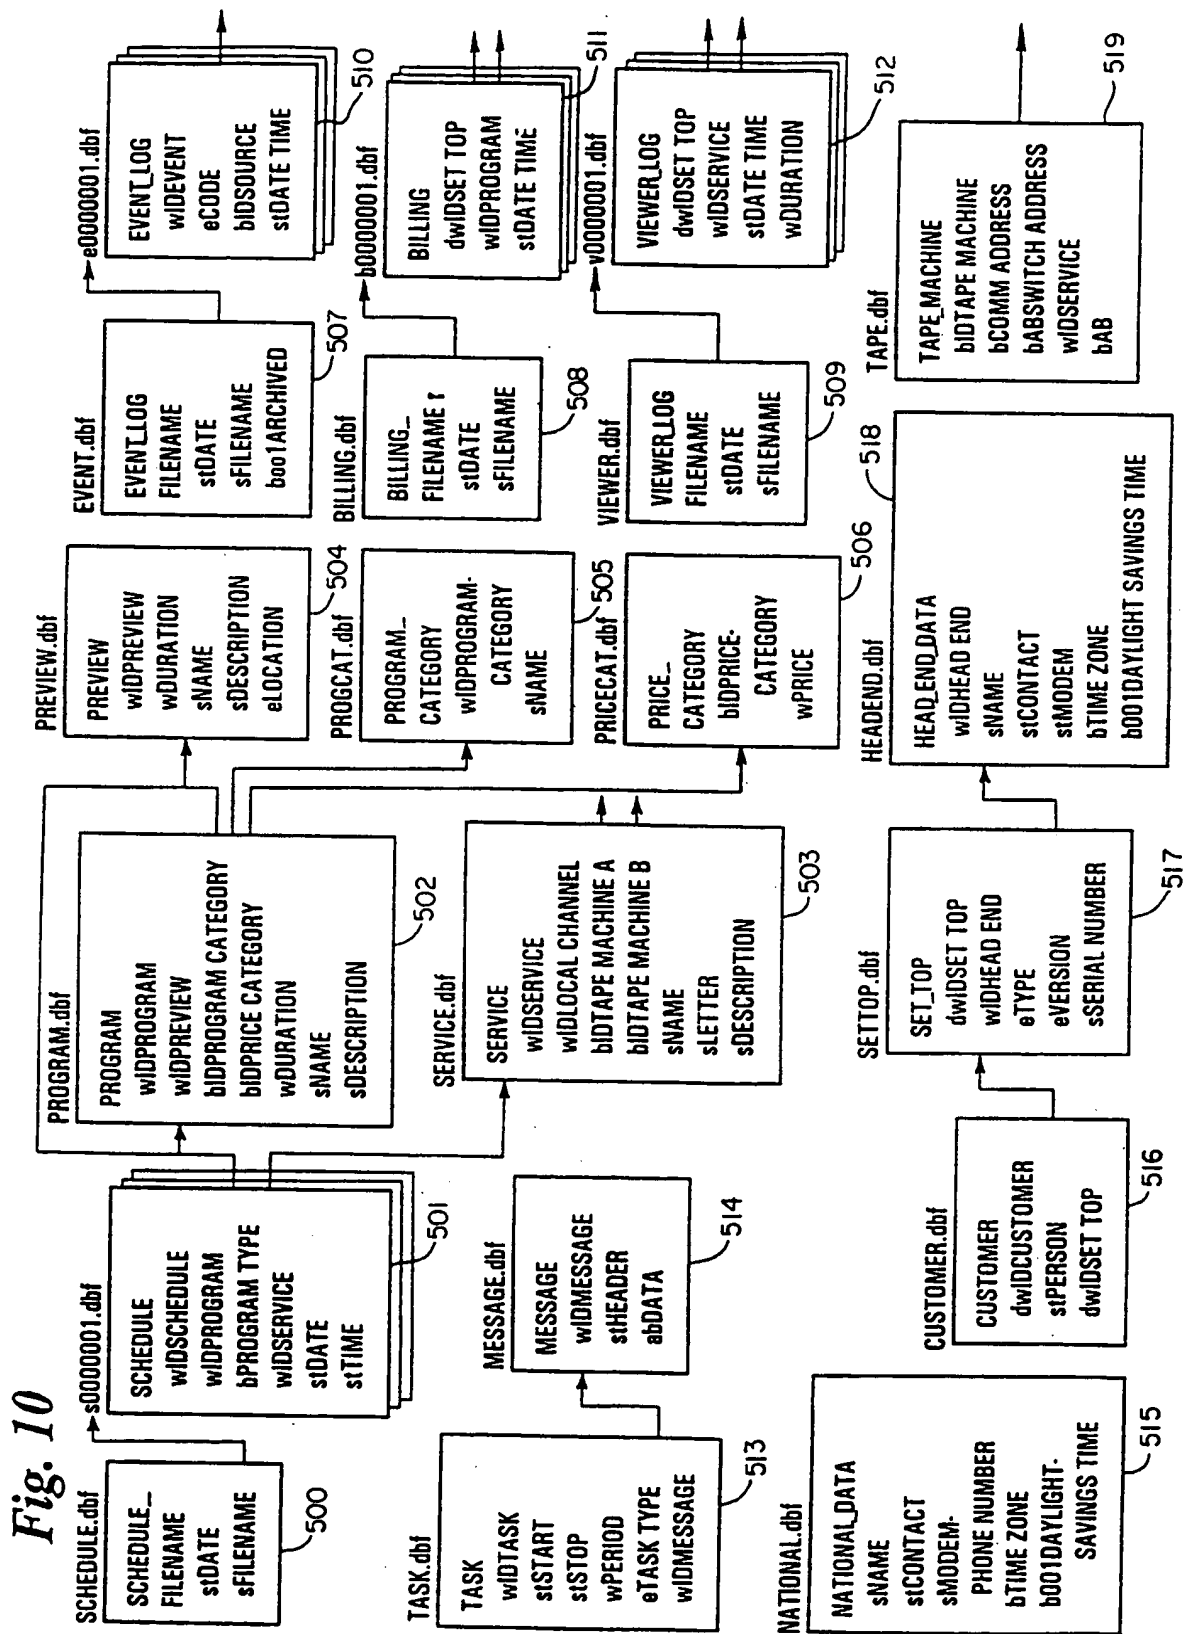 Fig. 10
SCHEDULE.dbf
SCHEDULE_
FILENAME
stDATE
sFILENAME
500
s0000001.dbf
SCHEDULE
wIDSCHEDULE
wIDPROGRAM
bPROGRAM TYPE
wIDSERVICE
stDATE
stTIME
501
PROGRAM.dbf
PROGRAM
wIDPROGRAM
wIDPREVIEW
bIDPROGRAM CATEGORY
bIDPRICE CATEGORY
wDURATION
sNAME
sDESCRIPTION
502
SERVICE.dbf
SERVICE
wIDSERVICE
wIDLOCAL CHANNEL
bIDTAPE MACHINE A
bIDTAPE MACHINE B
sNAME
sLETTER
sDESCRIPTION
503
PREVIEW.dbf
PREVIEW
wIDPREVIEW
wDURATION
sNAME
sDESCRIPTION
eLOCATION
504
PROGCAT.dbf
PROGRAM_
CATEGORY
wIDPROGRAM-
CATEGORY
sNAME
505
PRICECAT.dbf
PRICE_
CATEGORY
bIDPRICE-
CATEGORY
wPRICE
506
EVENT.dbf
EVENT_LOG
FILENAME
stDATE
sFILENAME
boo1ARCHIVED
507
BILLING.dbf
BILLING_
FILENAME
stDATE
sFILENAME
508
VIEWER.dbf
VIEWER_LOG
FILENAME
stDATE
sFILENAME
509
e0000001.dbf
EVENT_LOG
wIDEVENT
eCODE
bIDSOURCE
stDATE TIME
510
b0000001.dbf
BILLING
dwIDSET TOP
wIDPROGRAM
stDATE TIME
511
v0000001.dbf
VIEWER_LOG
dwIDSET TOP
wIDSERVICE
stDATE TIME
wDURATION
512
TASK.dbf
TASK
wIDTASK
stSTART
stSTOP
wPERIOD
eTASK TYPE
wIDMESSAGE
513
MESSAGE.dbf
MESSAGE
wIDMESSAGE
stHEADER
abDATA
514
NATIONAL.dbf
NATIONAL_DATA
sNAME
stCONTACT
sMODEM-
PHONE NUMBER
bTIME ZONE
b001DAYLIGHT-
SAVINGS TIME
515
CUSTOMER.dbf
CUSTOMER
dwIDCUSTOMER
stPERSON
dwIDSET TOP
516
SETTOP.dbf
SET_TOP
dwIDSET TOP
wIDHEAD END
eTYPE
eVERSION
sSERIAL NUMBER
517
HEADEND.dbf
HEAD_END_DATA
wIDHEAD END
sNAME
stCONTACT
stMODEM
bTIME ZONE
b001DAYLIGHT SAVINGS TIME
518
TAPE.dbf
TAPE_MACHINE
bIDTAPE MACHINE
bCOMM ADDRESS
bABSWITCH ADDRESS
wIDSERVICE
bAB
519